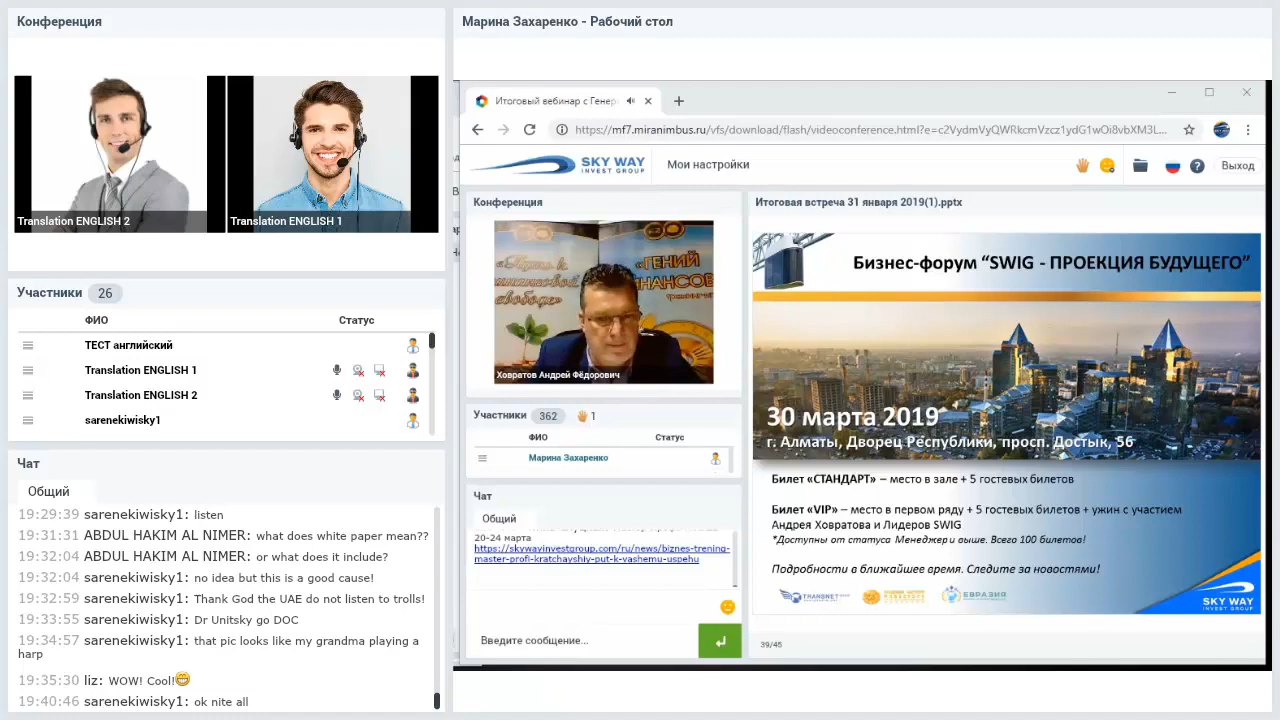 Конференция
Translation ENGLISH 2
Translation ENGLISH 1
Участники 26
ФИО Статус
ТЕСТ английский
Translation ENGLISH 1
Translation ENGLISH 2
sarenekiwisky1
Чат
Общий
19:29:39 sarenekiwisky1: listen
19:31:31 ABDUL HAKIM AL NIMER: what does white paper mean??
19:32:04 ABDUL HAKIM AL NIMER: or what does it include?
19:32:04 sarenekiwisky1: no idea but this is a good cause!
19:32:59 sarenekiwisky1: Thank God the UAE do not listen to trolls!
19:33:55 sarenekiwisky1: Dr Unitsky go DOC
19:34:57 sarenekiwisky1: that pic looks like my grandma playing a
harp
19:35:30 liz: WOW! Cool!
19:40:46 sarenekiwisky1: ok nite all
Марина Захаренко - Рабочий стол
Итоговый вебинар с Генер
https://mf7.miranimbus.ru/vfs/download/flash/videoconference.html?e=c2VydmVyQWRkcmVzcz1ydG1wOi8vbXM3L...
SKY WAY
INVEST GROUP
Мои настройки
Выход
Конференция
«ГЕНИЙ
Ховратов Андрей Фёдорович
Участники 362 1
ФИО Статус
Марина Захаренко
Чат
Общий
20-24 марта
https://skywayinvestgroup.com/ru/news/biznes-trening-
master-profi-kratchayshiy-put-k-vashemu-uspehu
Введите сообщение...
Итоговая встреча 31 января 2019(1).pptx
Бизнес-форум “SWIG - ПРОЕКЦИЯ БУДУЩЕГО”
30 марта 2019
г. Алматы, Дворец Республики, просп. Достык, 56
Билет «СТАНДАРТ» – место в зале + 5 гостевых билетов
Билет «VIP» – место в первом ряду + 5 гостевых билетов + ужин с участием
Андрея Ховратова и Лидеров SWIG
*Доступны от статуса Менеджер и выше. Всего 100 билетов!
Подробности в ближайшее время. Следите за новостями!
TRANSNET
ЕВРАЗИЯ
SKY WAY
INVEST GROUP
39/45